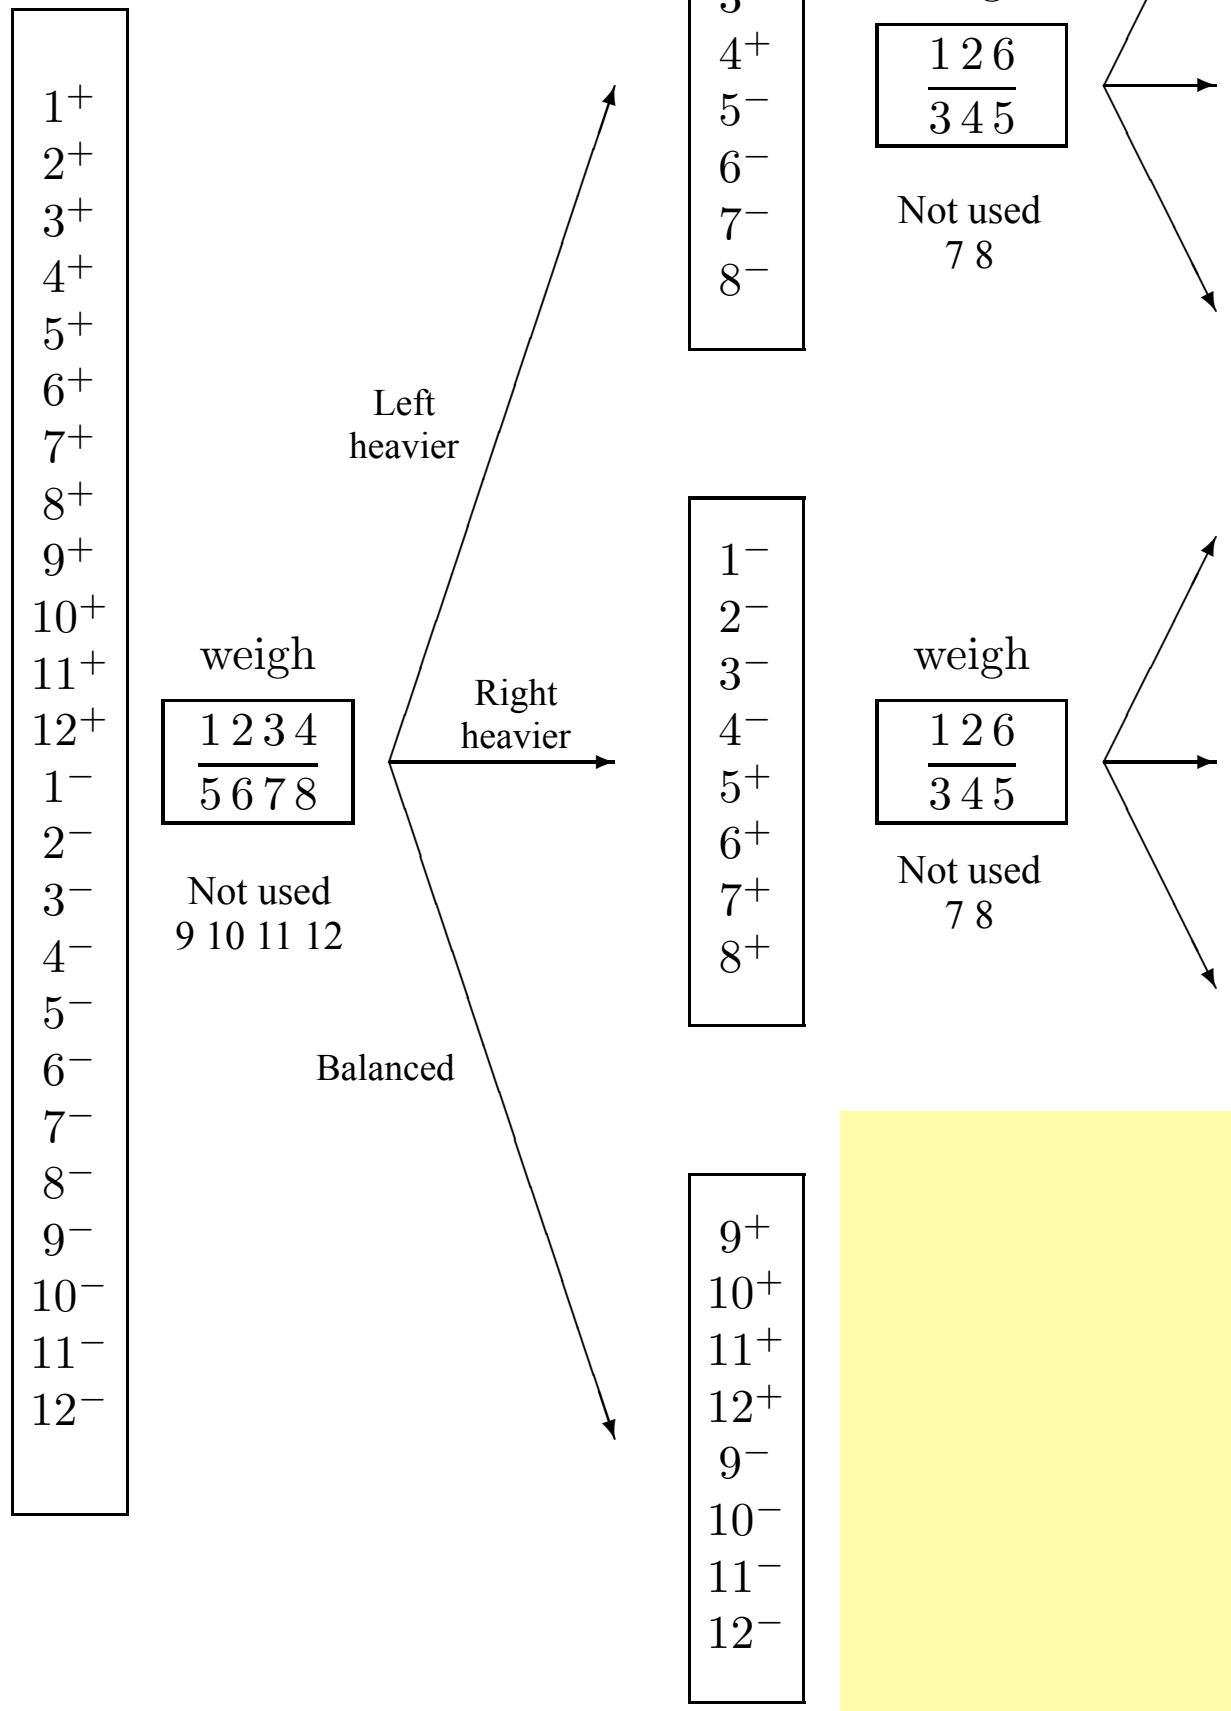 1⁺
2⁺
3⁺
4⁺
5⁺
6⁺
7⁺
8⁺
9⁺
10⁺
11⁺
12⁺
1⁻
2⁻
3⁻
4⁻
5⁻
6⁻
7⁻
8⁻
9⁻
10⁻
11⁻
12⁻
weigh
1 2 3 4
5 6 7 8
Not used
9 10 11 12
Left
heavier
Right
heavier
Balanced
4⁺
5⁻
6⁻
7⁻
8⁻
1 2 6
3 4 5
Not used
7 8
1⁻
2⁻
3⁻
4⁻
5⁺
6⁺
7⁺
8⁺
weigh
1 2 6
3 4 5
Not used
7 8
9⁺
10⁺
11⁺
12⁺
9⁻
10⁻
11⁻
12⁻